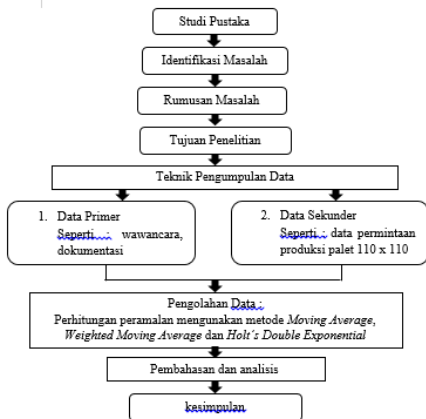 Studi Pustaka
Identifikasi Masalah
Rumusan Masalah
Tujuan Penelitian
Teknik Pengumpulan Data
1. Data Primer
Seperti : wawancara,
dokumentasi
2. Data Sekunder
Seperti : data permintaan
produksi palet 110 x 110
Pengolahan Data :
Perhitungan peramalan mengunakan metode Moving Average,
Weighted Moving Average dan Holt's Double Exponential
Pembahasan dan analisis
kesimpulan